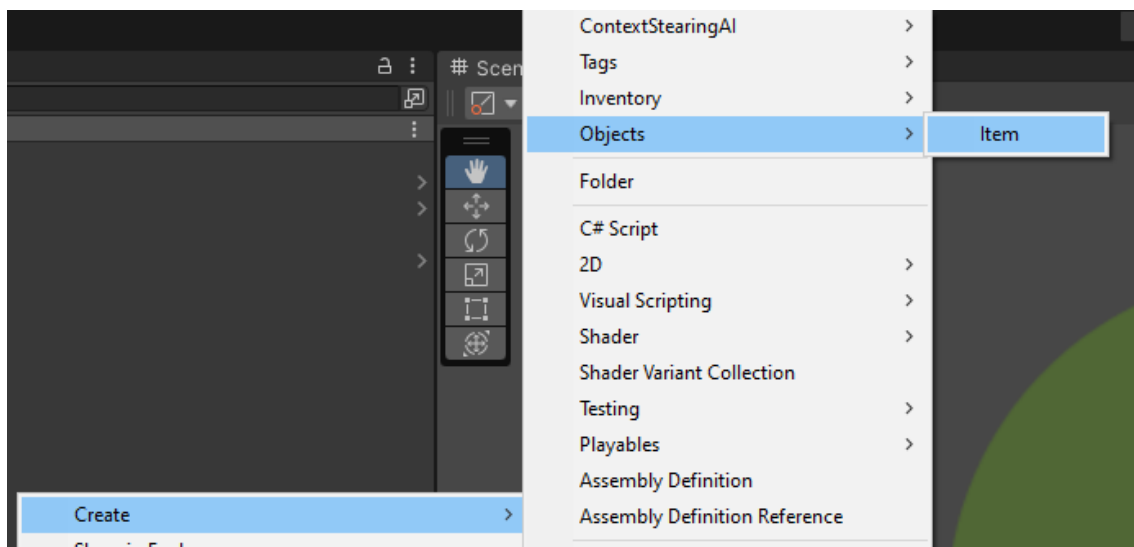 ContextStearingAI
Tags
Inventory
Objects
Item
Folder
C# Script
2D
Visual Scripting
Shader
Shader Variant Collection
Testing
Playables
Assembly Definition
Assembly Definition Reference
# Scen
Create